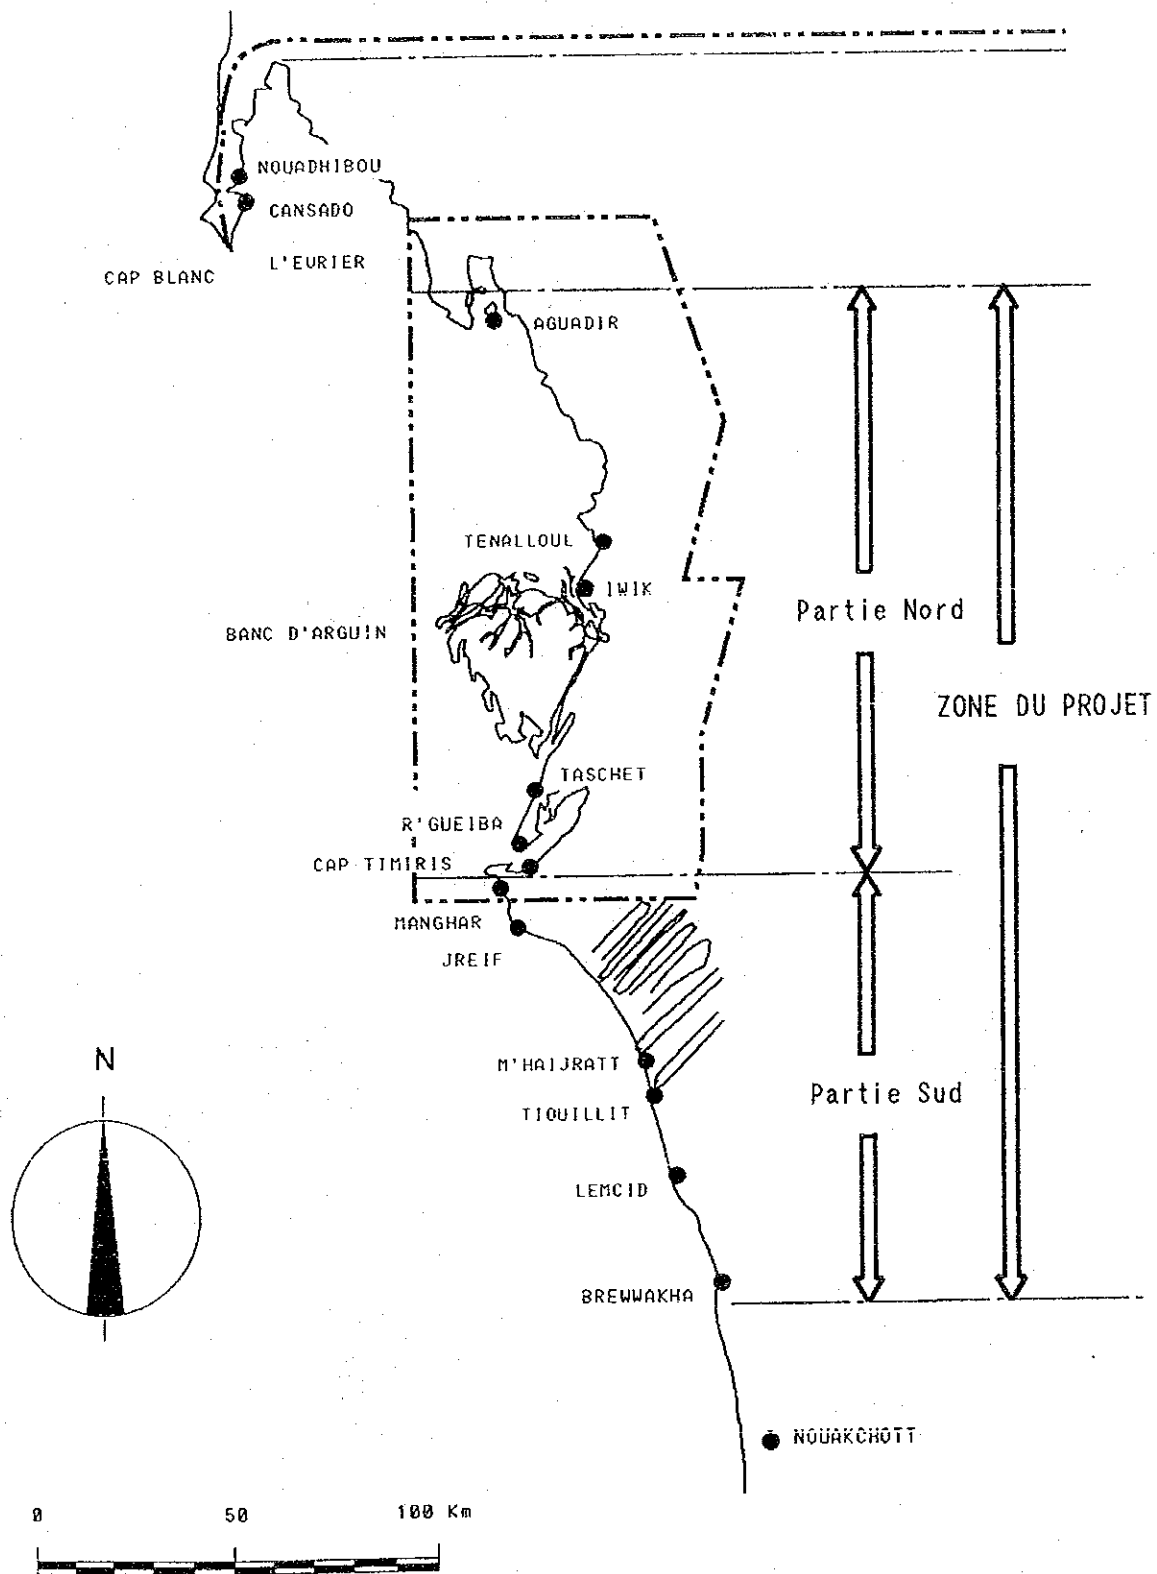 NOUADHIBOU
CANSADO
L'EVRIER
CAP BLANC
AGUADIR
TENALLOUL
IWIK
Partie Nord
BANC D'ARGUIN
ZONE DU PROJET
TASCHET
R'GUEIBA
CAP TIMIRIS
MANGHAR
JREIF
N
M'HAIJRATT
Partie Sud
TIOUILLIT
LEMCID
BREWWAKHA
NOUAKCHOTT
0 50 100 Km